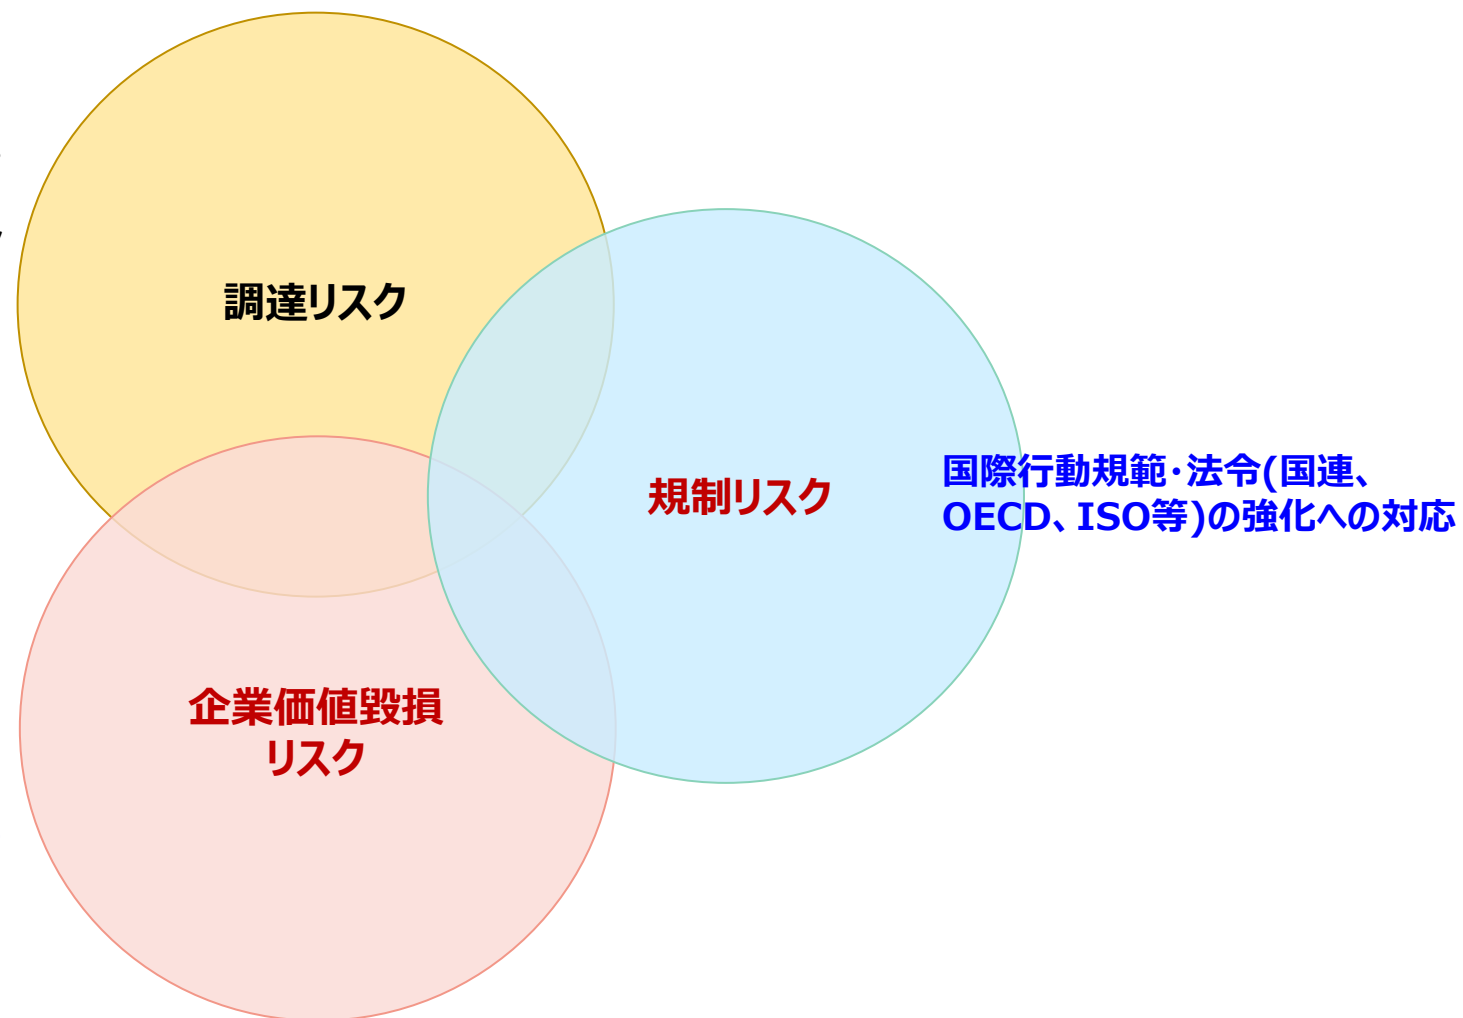 調達リスク
規制リスク
国際行動規範・法令(国連、
OECD、ISO等)の強化への対応
企業価値毀損
リスク